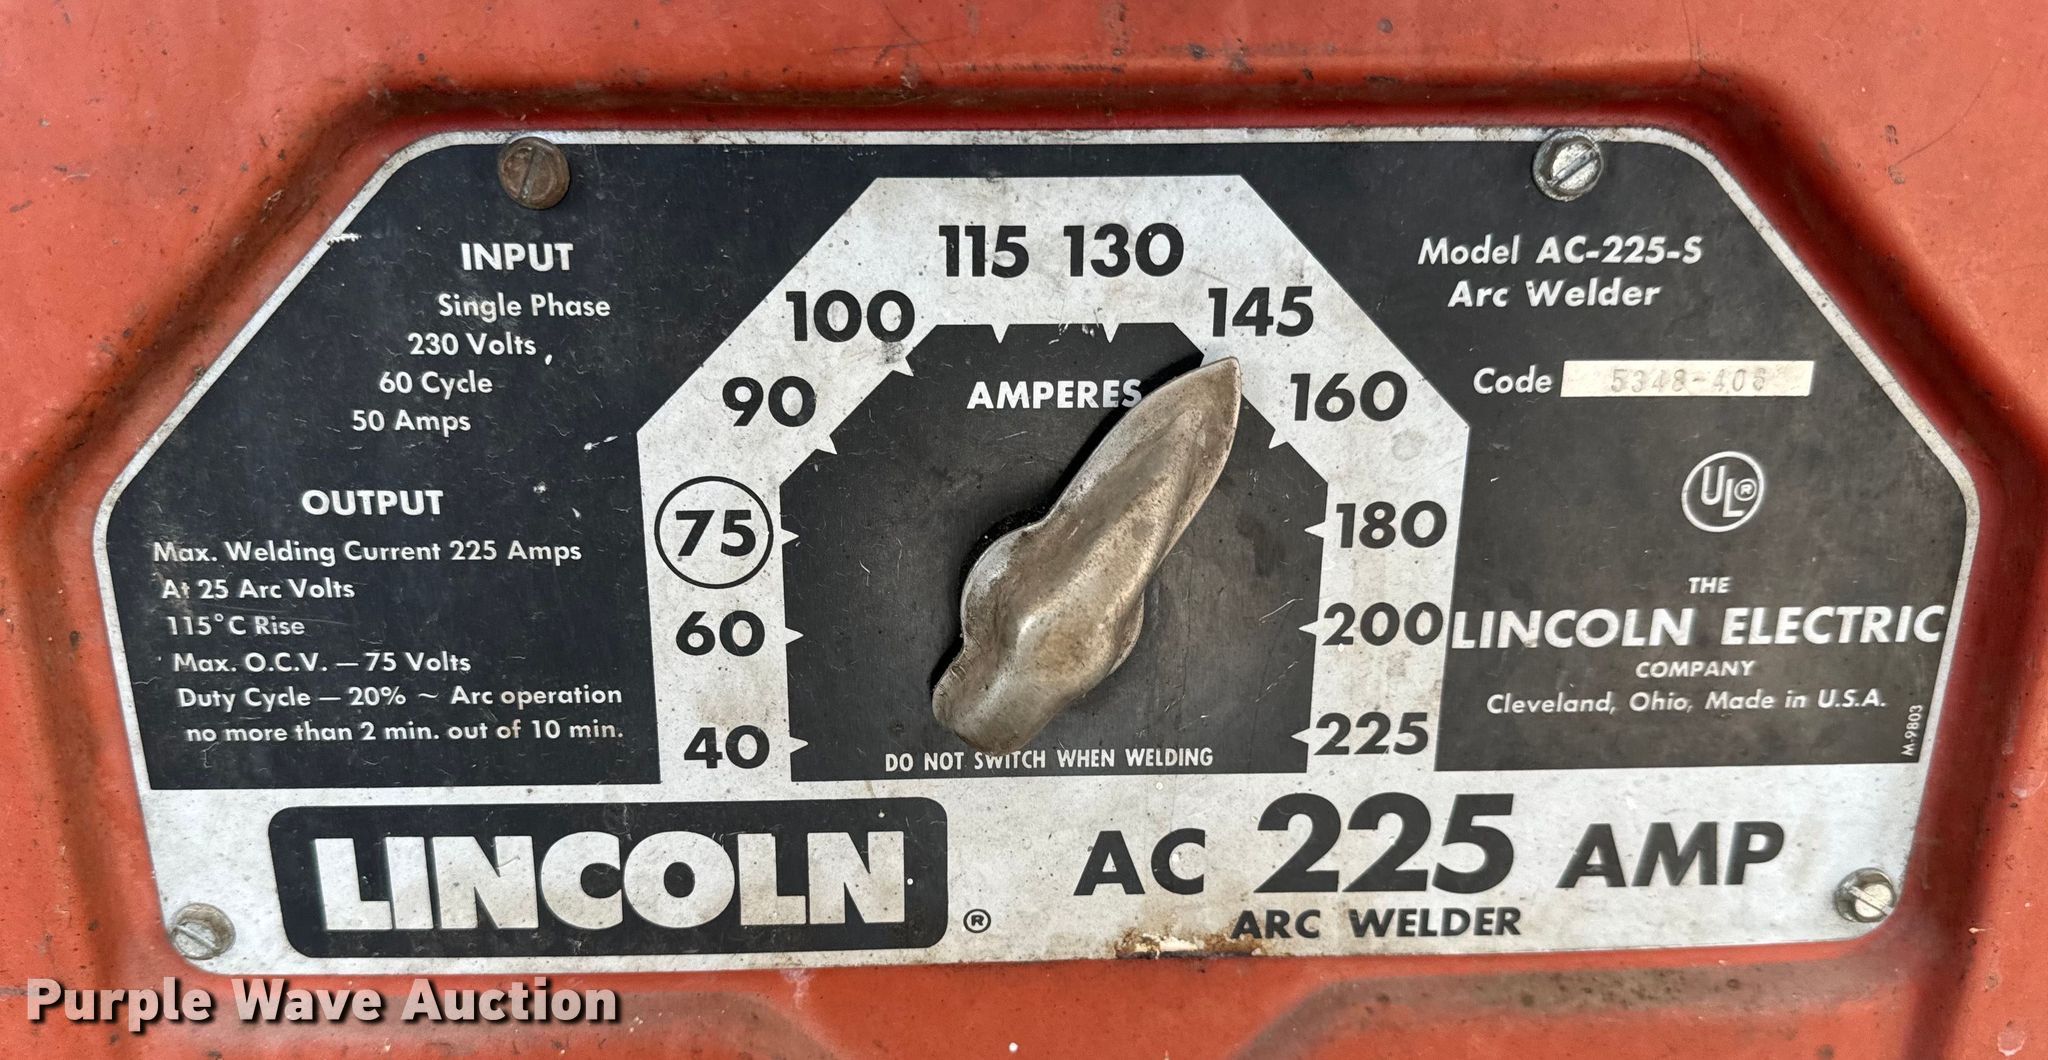 INPUT
Single Phase
230 Volts
60 Cycle
50 Amps
OUTPUT
Max. Welding Current 225 Amps
At 25 Arc Volts
115°C Rise
Max. O.C.V. — 75 Volts
Duty Cycle — 20% ~ Arc operation
no more than 2 min. out of 10 min.
40
60
75
90
100
115
130
145
160
180
200
225
AMPERES
DO NOT SWITCH WHEN WELDING
Model AC-225-S
Arc Welder
Code 5348-406
UL®
THE
LINCOLN ELECTRIC
COMPANY
Cleveland, Ohio, Made in U.S.A.
M-9803
LINCOLN ®
AC 225 AMP
ARC WELDER
Purple Wave Auction